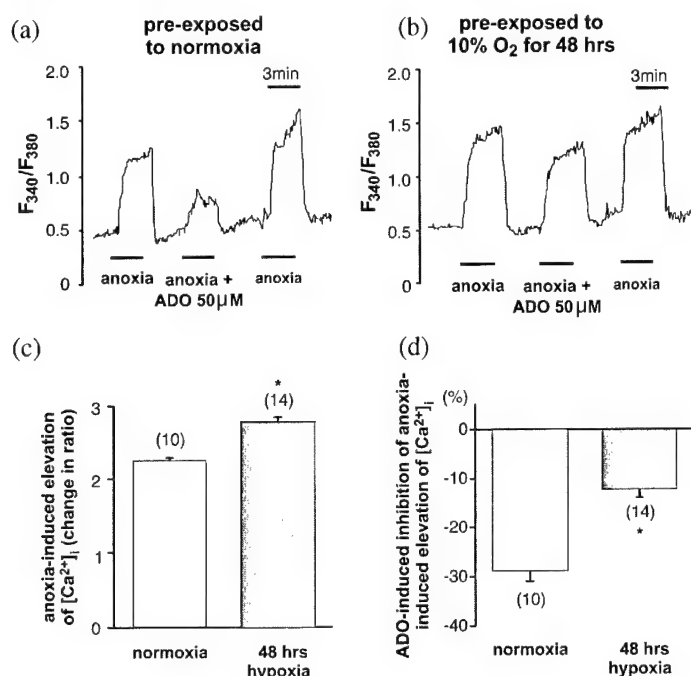 (a)
pre-exposed
to normoxia
3min
2.0
1.5
1.0
0.5
0
F340/F380
anoxia
anoxia +
ADO 50µM
anoxia
(b)
pre-exposed to
10% O2 for 48 hrs
3min
2.0
1.5
1.0
0.5
0
F340/F380
anoxia
anoxia +
ADO 50µM
anoxia
(c)
anoxia-induced elevation
of [Ca2+]i (change in ratio)
3
2
1
0
(10)
*
(14)
normoxia
48 hrs
hypoxia
(d)
ADO-induced inhibition of anoxia-
induced elevation of [Ca2+]i
(%)
0
-10
-20
-30
-40
(10)
(14)
*
normoxia
48 hrs
hypoxia